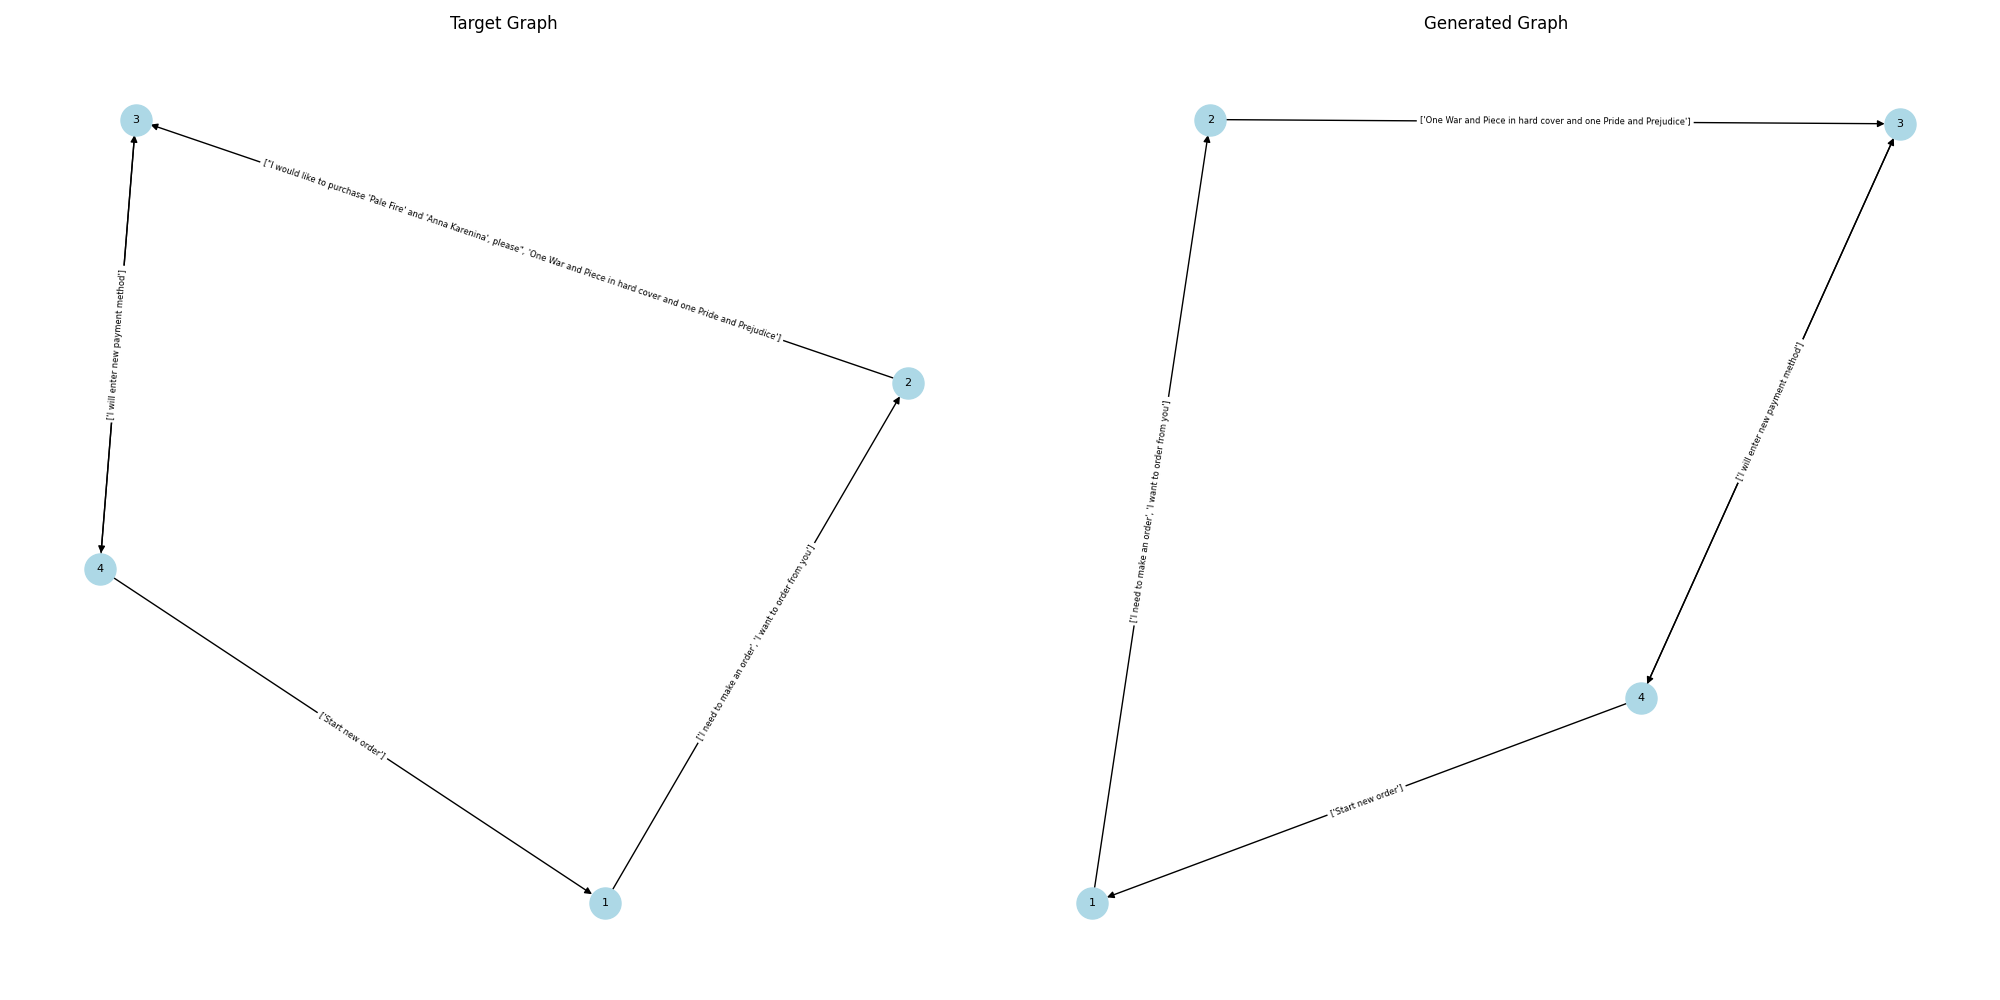 Target Graph
3
["I would like to purchase 'Pale Fire' and 'Anna Karenina', please", 'One War and Piece in hard cover and one Pride and Prejudice']
2
['I will enter new payment method']
4
['I need to make an order', 'I want to order from you']
['Start new order']
1
Generated Graph
2
['One War and Piece in hard cover and one Pride and Prejudice']
3
['I need to make an order', 'I want to order from you']
['I will enter new payment method']
4
['Start new order']
1